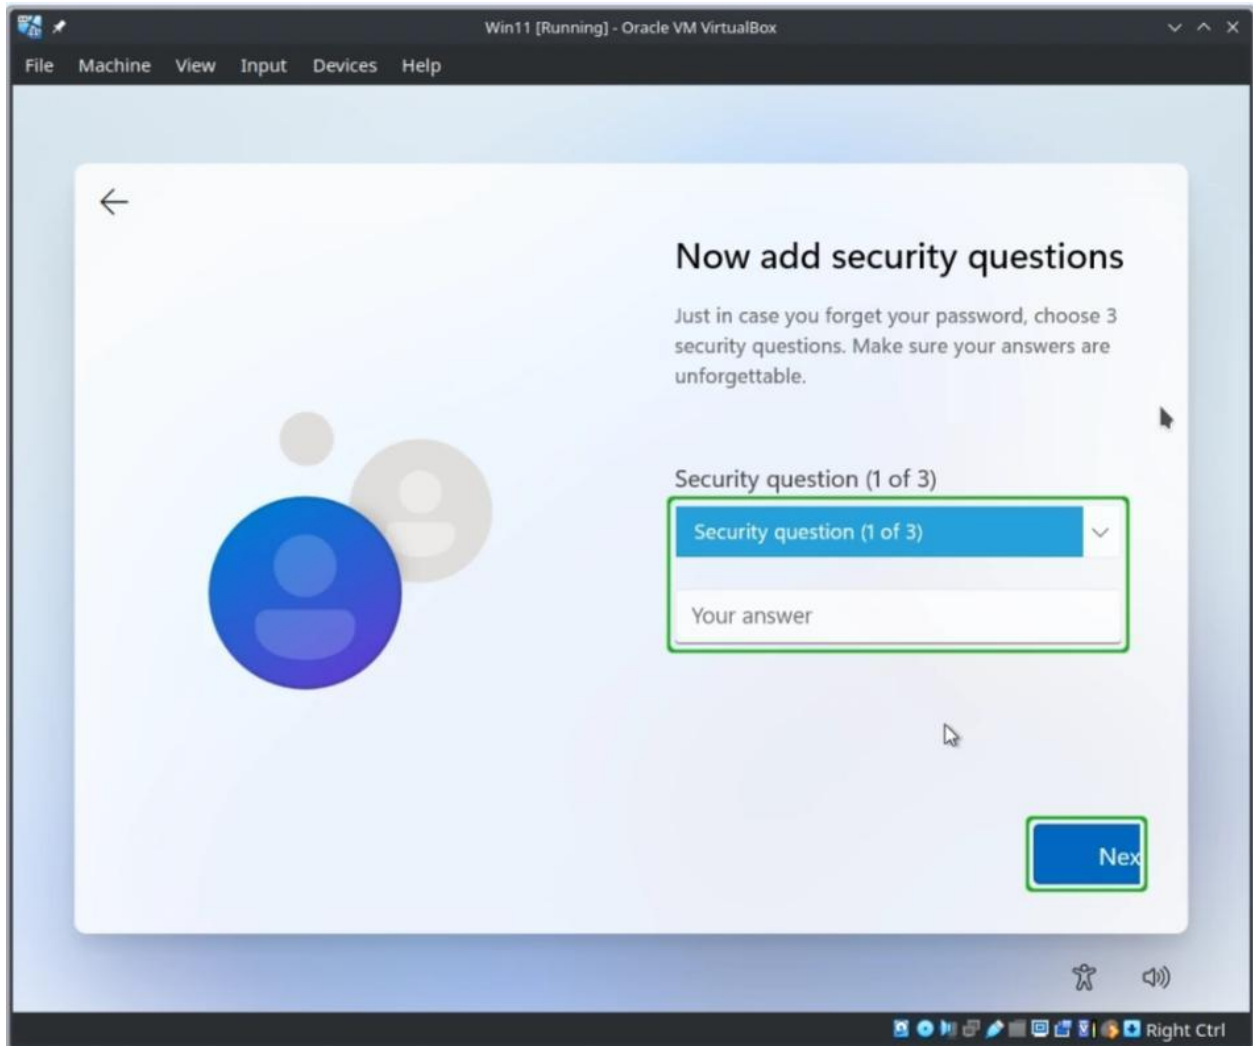 Win11 [Running] - Oracle VM VirtualBox
File Machine View Input Devices Help
Now add security questions
Just in case you forget your password, choose 3
security questions. Make sure your answers are
unforgettable.
Security question (1 of 3)
Security question (1 of 3)
Your answer
Nex
Right Ctrl